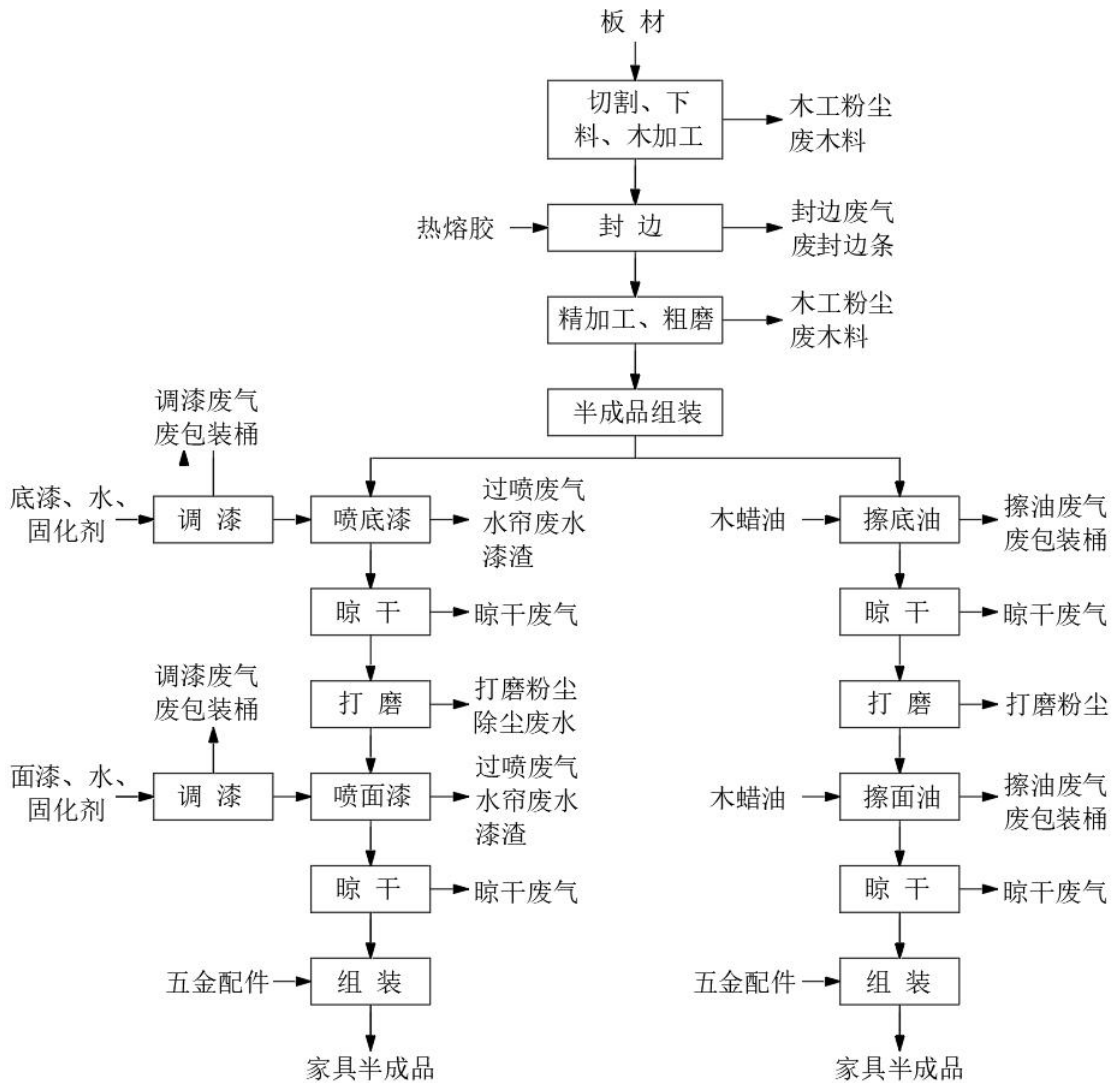 板 材
切割、下
料、木加工
木工粉尘
废木料
热熔胶
封 边
封边废气
废封边条
精加工、粗磨
木工粉尘
废木料
半成品组装
调漆废气
废包装桶
底漆、水、
固化剂
调 漆
喷底漆
过喷废气
水帘废水
漆渣
木蜡油
擦底油
擦油废气
废包装桶
晾 干
晾干废气
晾 干
晾干废气
调漆废气
废包装桶
打 磨
打磨粉尘
除尘废水
打 磨
打磨粉尘
面漆、水、
固化剂
调 漆
喷面漆
过喷废气
水帘废水
漆渣
木蜡油
擦面油
擦油废气
废包装桶
晾 干
晾干废气
晾 干
晾干废气
五金配件
组 装
五金配件
组 装
家具半成品
家具半成品